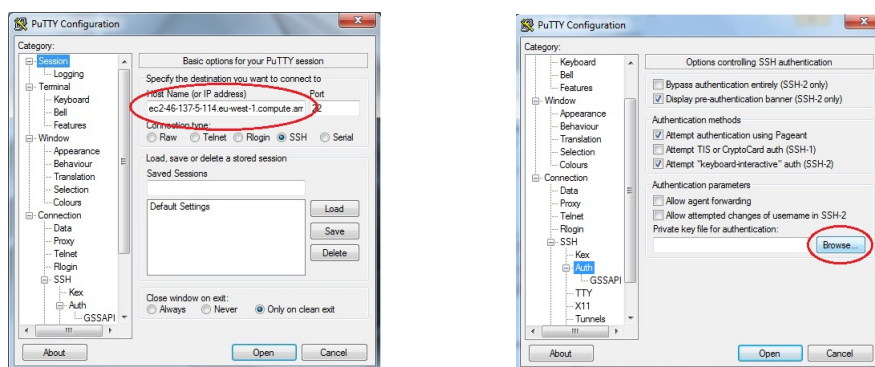 PuTTY Configuration
Category:
Session
Logging
Terminal
Keyboard
Bell
Features
Window
Appearance
Behaviour
Translation
Selection
Colours
Connection
Data
Proxy
Telnet
Rlogin
SSH
Kex
Auth
GSSAPI
Basic options for your PuTTY session
Specify the destination you want to connect to
Host Name (or IP address) Port
ec2-46-137-5-114.eu-west-1.compute.am 22
Connection type:
Raw Telnet Rlogin SSH Serial
Load, save or delete a stored session
Saved Sessions
Default Settings
Load
Save
Delete
Close window on exit:
Always Never Only on clean exit
About Open Cancel
PuTTY Configuration
Category:
Keyboard
Bell
Features
Window
Appearance
Behaviour
Translation
Selection
Colours
Connection
Data
Proxy
Telnet
Rlogin
SSH
Kex
Auth
GSSAPI
TTY
X11
Tunnels
Options controlling SSH authentication
Bypass authentication entirely (SSH-2 only)
Display pre-authentication banner (SSH-2 only)
Authentication methods
Attempt authentication using Pageant
Attempt TIS or CryptoCard auth (SSH-1)
Attempt "keyboard-interactive" auth (SSH-2)
Authentication parameters
Allow agent forwarding
Allow attempted changes of username in SSH-2
Private key file for authentication:
Browse...
About Open Cancel